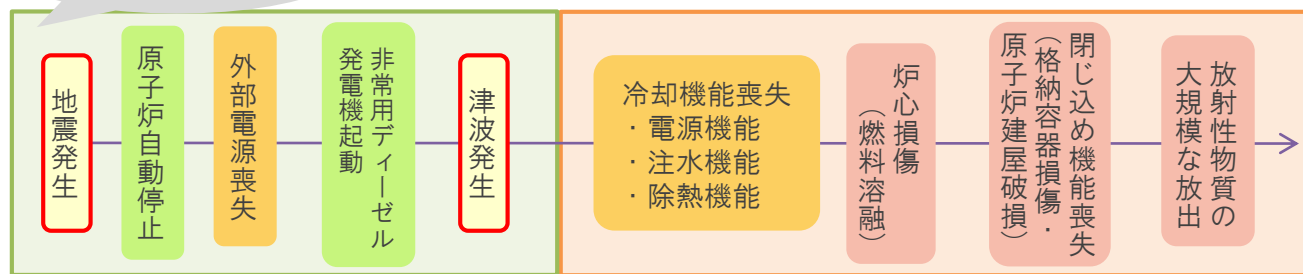 地震発生
原子炉自動停止
外部電源喪失
非常用ディーゼル
発電機起動
津波発生
冷却機能喪失
・電源機能
・注水機能
・除熱機能
炉心損傷
（燃料溶融）
閉じ込め機能喪失
（格納容器損傷・
原子炉建屋破損）
放射性物質の
大規模な放出